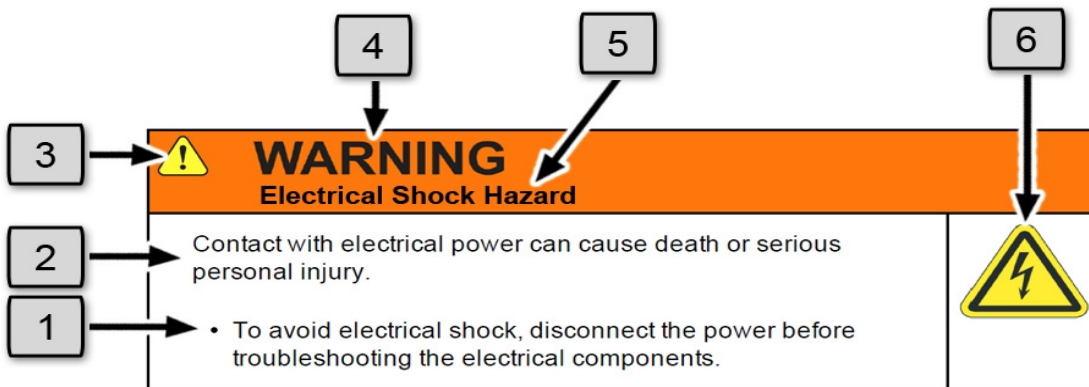 4
5
6
3
WARNING
Electrical Shock Hazard
2
Contact with electrical power can cause death or serious
personal injury.
1
• To avoid electrical shock, disconnect the power before
troubleshooting the electrical components.